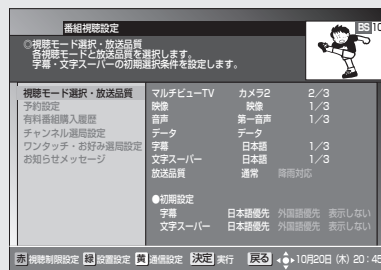 番組視聴設定
BS 10
◎視聴モード選択・放送品質
各視聴モードと放送品質を選択します。
字幕・文字スーパーの初期選択条件を設定します。
視聴モード選択・放送品質
予約設定
有料番組購入履歴
チャンネル選局設定
ワンタッチ・お好み選局設定
お知らせメッセージ
マルチビューTV カメラ2 2/3
映像 映像 1/3
音声 第一音声 1/3
データ データ
字幕 日本語 1/3
文字スーパー 日本語 1/3
放送品質 通常 降雨対応
●初期設定
字幕 日本語優先 外国語優先 表示しない
文字スーパー 日本語優先 外国語優先 表示しない
赤 視聴制限設定 緑 設置設定 黄 通信設定 決定 実行 戻る 10月20日 (木) 20:45